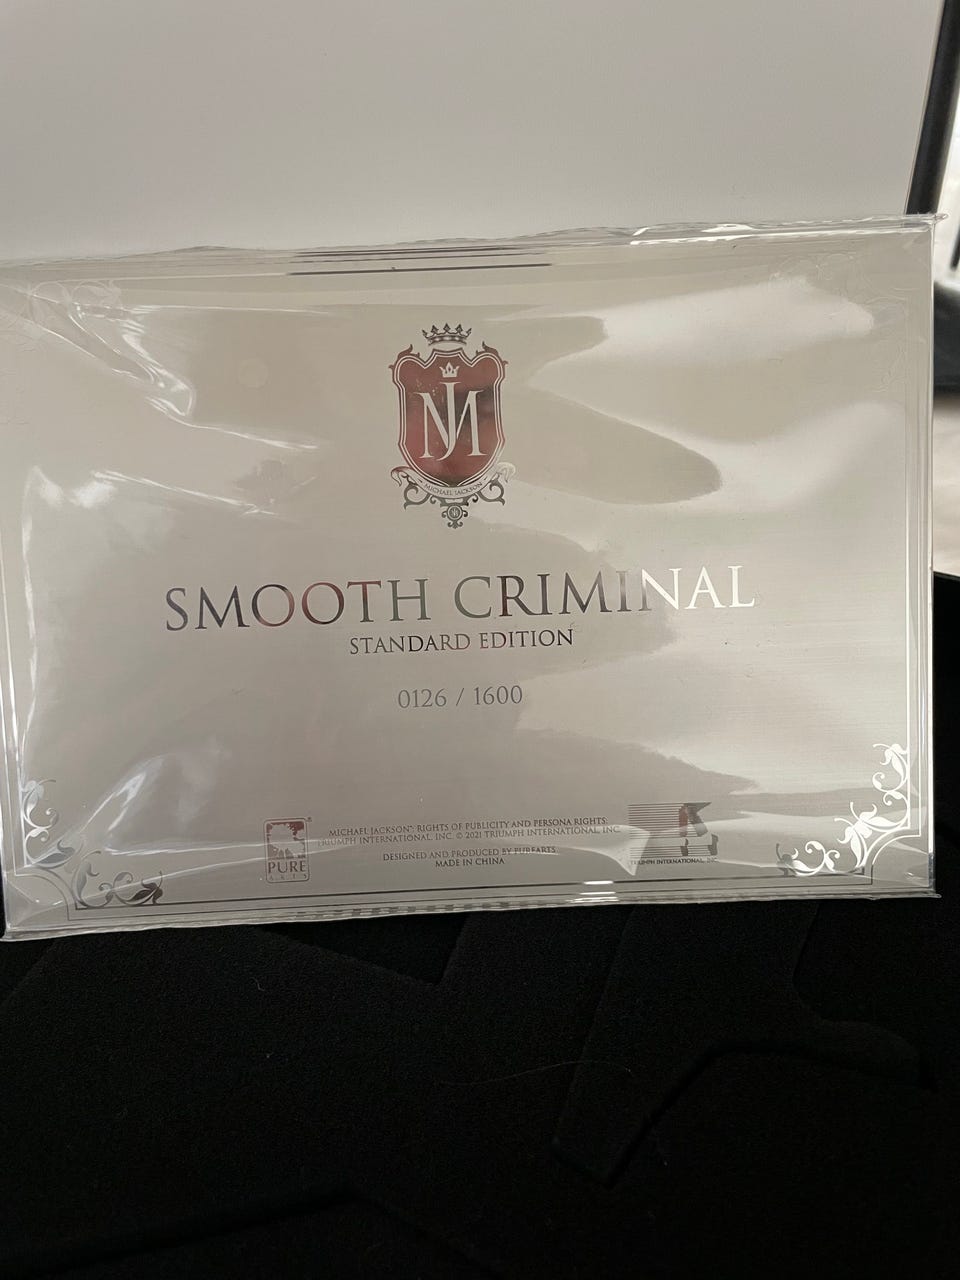 MJ
MICHAEL JACKSON
SMOOTH CRIMINAL
STANDARD EDITION
0126 / 1600
PURE
ARTS
MICHAEL JACKSON™: RIGHTS OF PUBLICITY AND PERSONA RIGHTS:
TRIUMPH INTERNATIONAL, INC. © 2021 TRIUMPH INTERNATIONAL, INC.
DESIGNED AND PRODUCED BY PUREARTS
MADE IN CHINA
TRIUMPH INTERNATIONAL, INC.